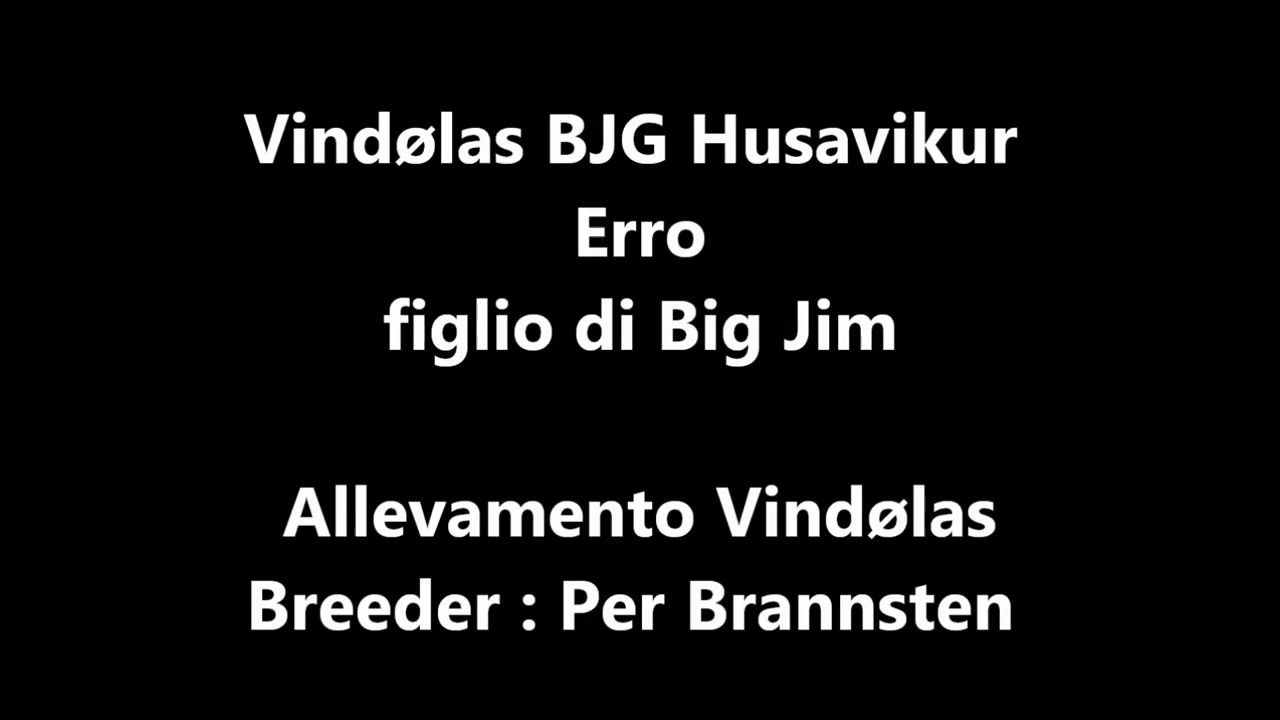 Vindølas BJG Husavikur
Erro
figlio di Big Jim
Allevamento Vindølas
Breeder : Per Brannsten